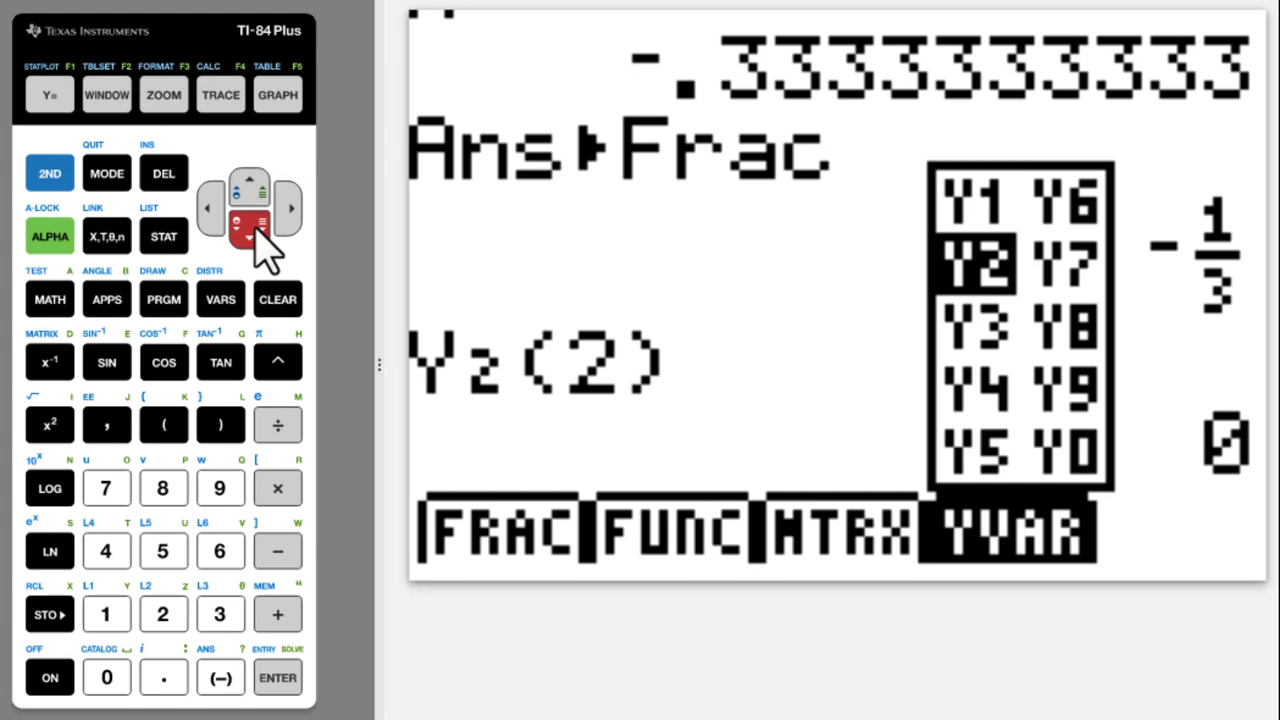 TEXAS INSTRUMENTS TI-84 Plus
STATPLOT F1 TBLSET F2 FORMAT F3 CALC F4 TABLE F5
Y= WINDOW ZOOM TRACE GRAPH
QUIT INS
2ND MODE DEL
A-LOCK LINK LIST
ALPHA X,T,θ,n STAT
TEST A ANGLE B DRAW C DISTR
MATH APPS PRGM VARS CLEAR
MATRIX D SIN⁻¹ E COS⁻¹ F TAN⁻¹ G π H
x⁻¹ SIN COS TAN ^
√ I EE J { K } L e M
x² , ( ) ÷
10ˣ N u O v P w Q [ R
LOG 7 8 9 ×
eˣ S L4 T L5 U L6 V ] W
LN 4 5 6 −
RCL X L1 Y L2 Z L3 θ MEM "
STO▶ 1 2 3 +
OFF CATALOG ⎵ i : ANS ? ENTRY SOLVE
ON 0 . (−) ENTER
-.3333333333
Ans▶Frac
-1/3
Y2(2)
0
Y1 Y6
Y2 Y7
Y3 Y8
Y4 Y9
Y5 Y0
FRAC FUNC MTRX YVAR